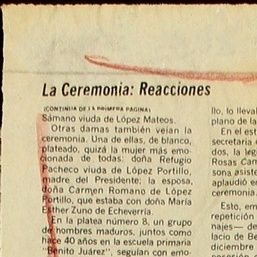 La Ceremonia: Reacciones
(CONTINUA DE LA PRIMERA PAGINA)
Sámano viuda de López Mateos.
Otras damas también veían la
ceremonia. Una de ellas, de blanco,
plateado, quizá la mujer más emo-
cionada de todas: doña Refugio
Pacheco viuda de López Portillo,
madre del Presidente; la esposa,
doña Carmen Romano de López
Portillo, que estaba con doña María
Esther Zuno de Echeverría.
En la platea número 8, un grupo
de hombres maduros, juntos como
hace 40 años en la escuela primaria
"Benito Juárez", seguían con emo-
llo, lo lleva
plano de la
En el est
secretaria
dos, la leg
Rosas Cam
sona asiste
aplaudió e
ceremonia
Esto, em
repetición
najes— de
lacio de Be
diciembre